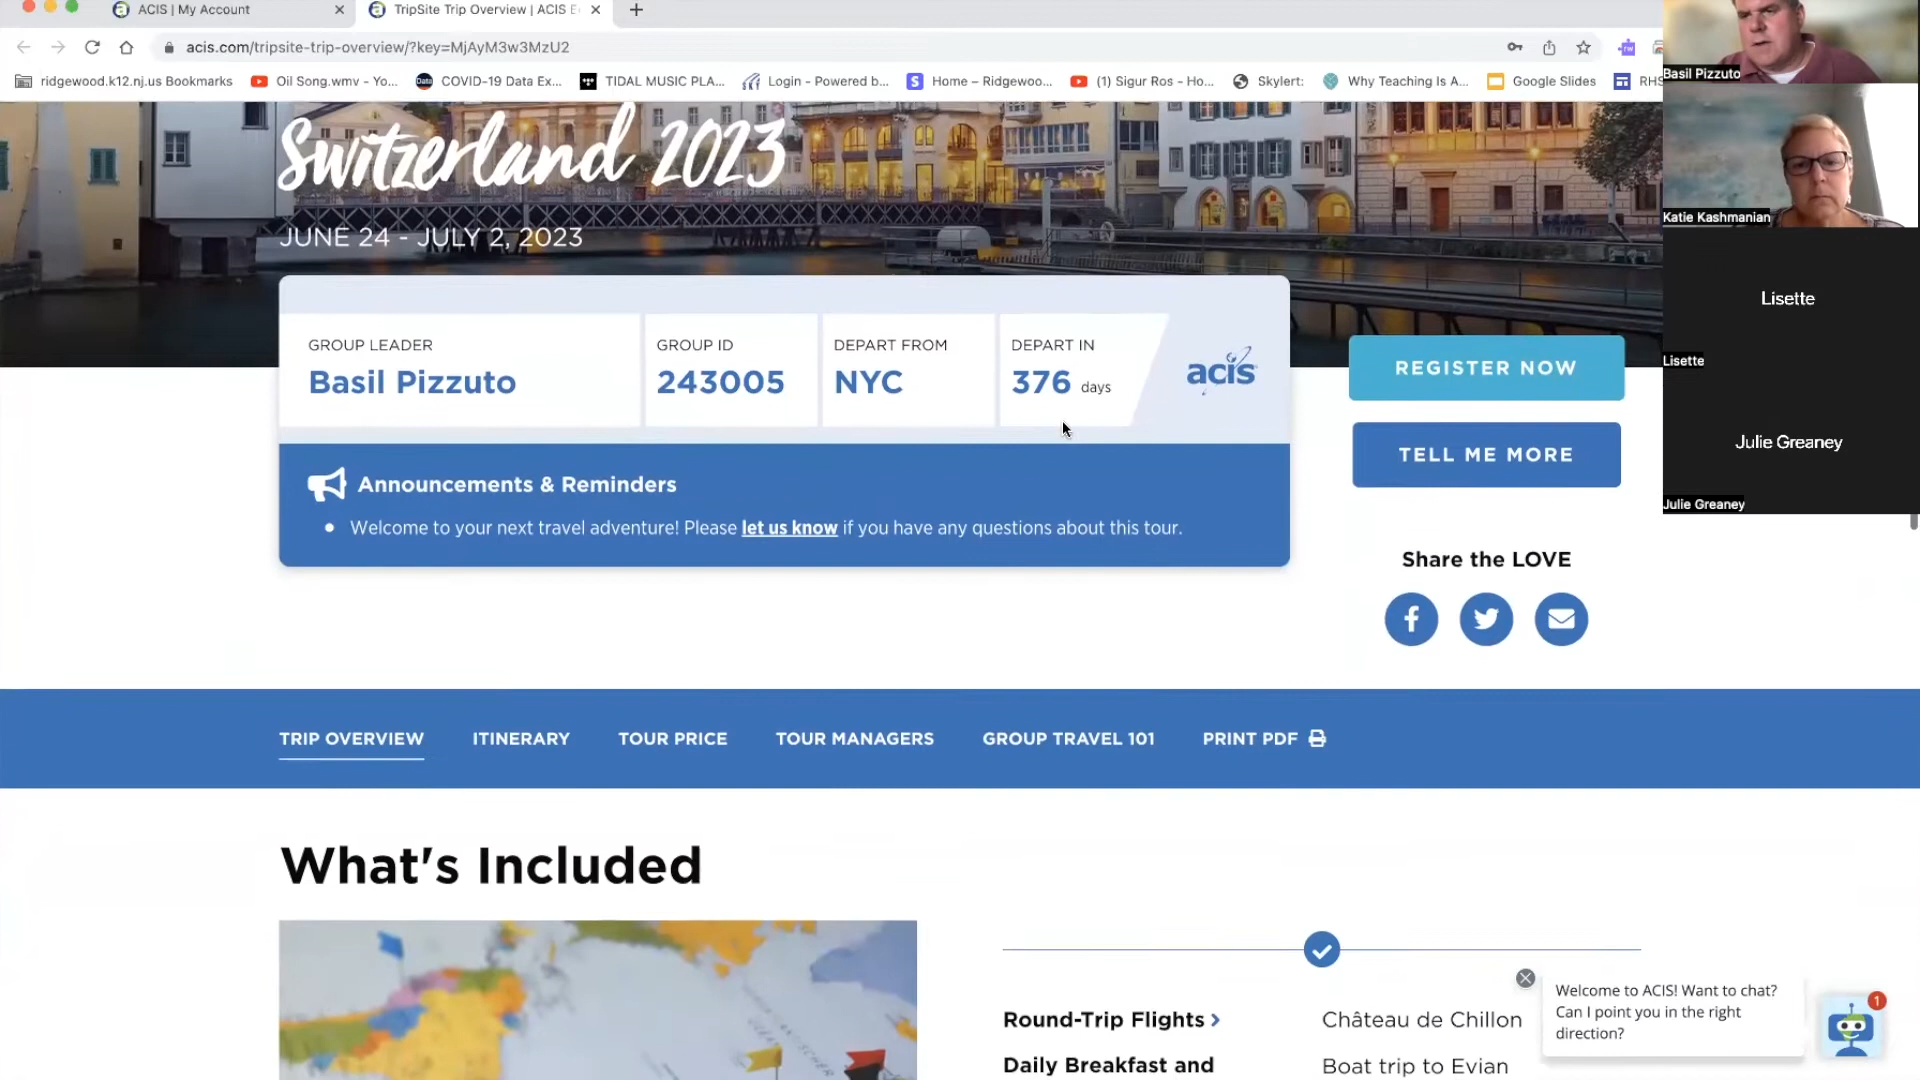 ACIS | My Account
TripSite Trip Overview | ACIS E
acis.com/tripsite-trip-overview/?key=MjAyM3w3MzU2
ridgewood.k12.nj.us Bookmarks
Oil Song.wmv - Yo...
COVID-19 Data Ex...
TIDAL MUSIC PLA...
Login - Powered b...
Home – Ridgewoo...
(1) Sigur Ros - Ho...
Skylert:
Why Teaching Is A...
Google Slides
RHS
Basil Pizzuto
Katie Kashmanian
Lisette
Lisette
Julie Greaney
Julie Greaney
Switzerland 2023
JUNE 24 - JULY 2, 2023
GROUP LEADER
Basil Pizzuto
GROUP ID
243005
DEPART FROM
NYC
DEPART IN
376 days
acis
REGISTER NOW
TELL ME MORE
Announcements & Reminders
Welcome to your next travel adventure! Please let us know if you have any questions about this tour.
Share the LOVE
TRIP OVERVIEW
ITINERARY
TOUR PRICE
TOUR MANAGERS
GROUP TRAVEL 101
PRINT PDF
What's Included
Round-Trip Flights
Daily Breakfast and
Château de Chillon
Boat trip to Evian
Welcome to ACIS! Want to chat?
Can I point you in the right
direction?
1